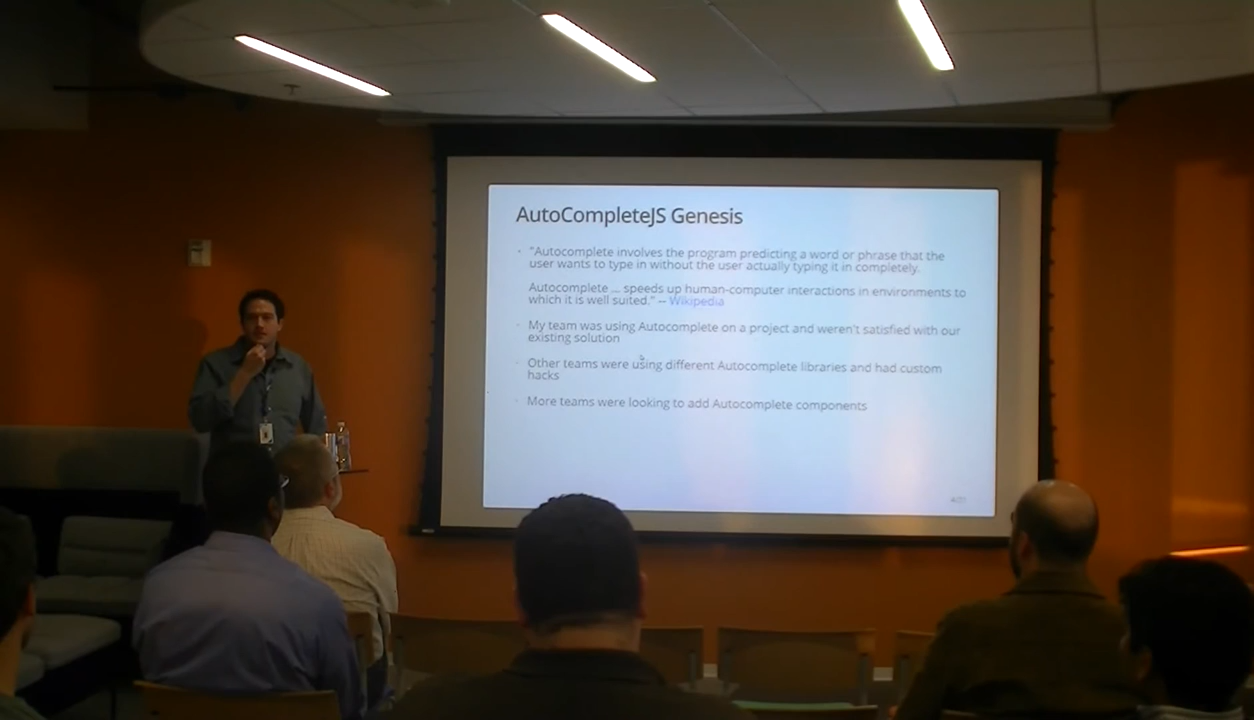 AutoCompleteJS Genesis
"Autocomplete involves the program predicting a word or phrase that the
user wants to type in without the user actually typing it in completely.
Autocomplete ... speeds up human-computer interactions in environments to
which it is well suited." -- Wikipedia
My team was using Autocomplete on a project and weren't satisfied with our
existing solution
Other teams were using different Autocomplete libraries and had custom
hacks
More teams were looking to add Autocomplete components